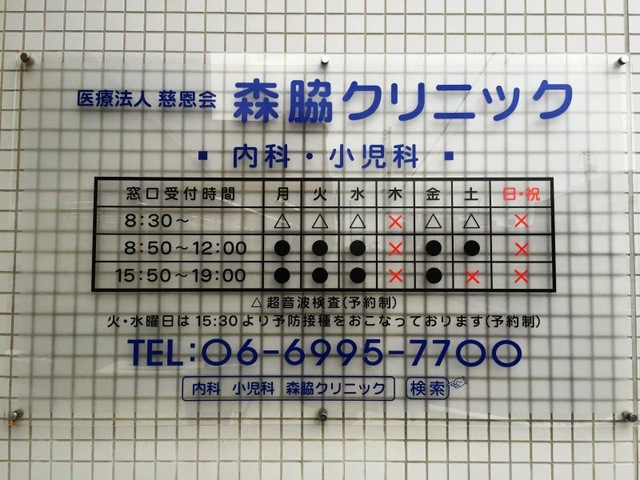 医療法人 慈恩会 森脇クリニック
■ 内科・小児科 ■
窓口受付時間 月 火 水 木 金 土 日・祝
8:30～ △ △ △ × △ △ ×
8:50～12:00 ● ● ● × ● ● ×
15:50～19:00 ● ● ● × ● × ×
△超音波検査(予約制)
火・水曜日は15:30より予防接種をおこなっております(予約制)
TEL:06-6995-7700
内科 小児科 森脇クリニック 検索